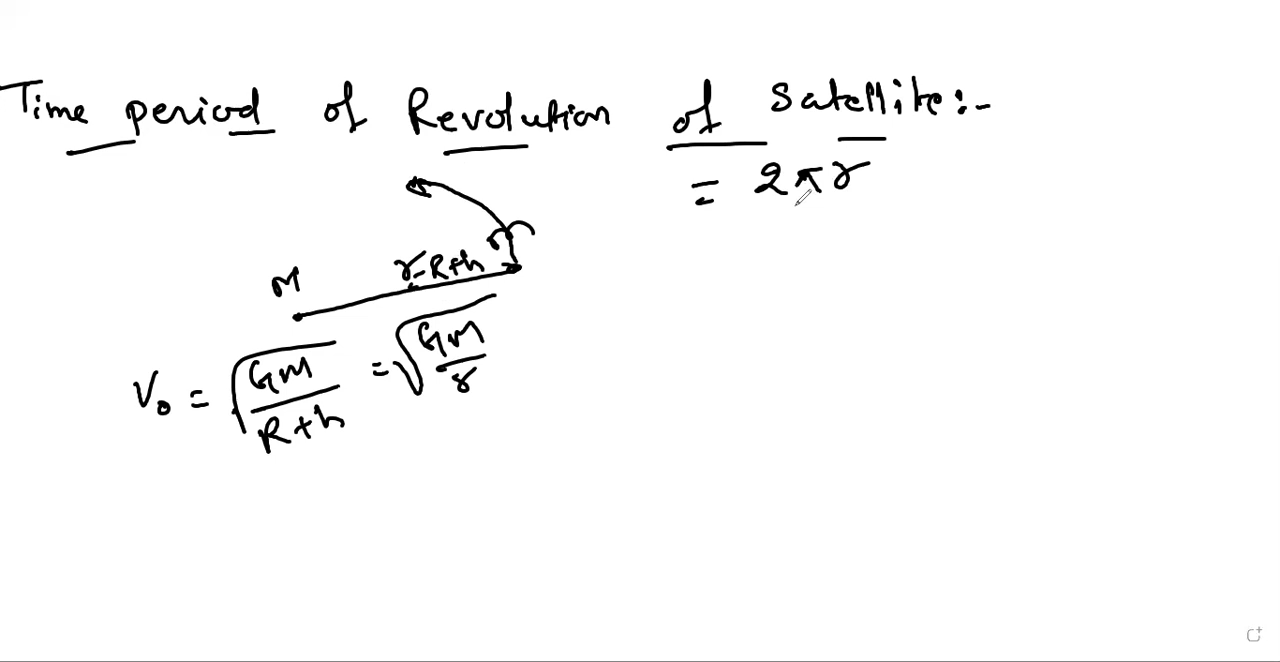 Time period of Revolution of Satellite:-
= 2πr
r=R+h
M
V₀ = √(GM/(R+h)) = √(GM/r)